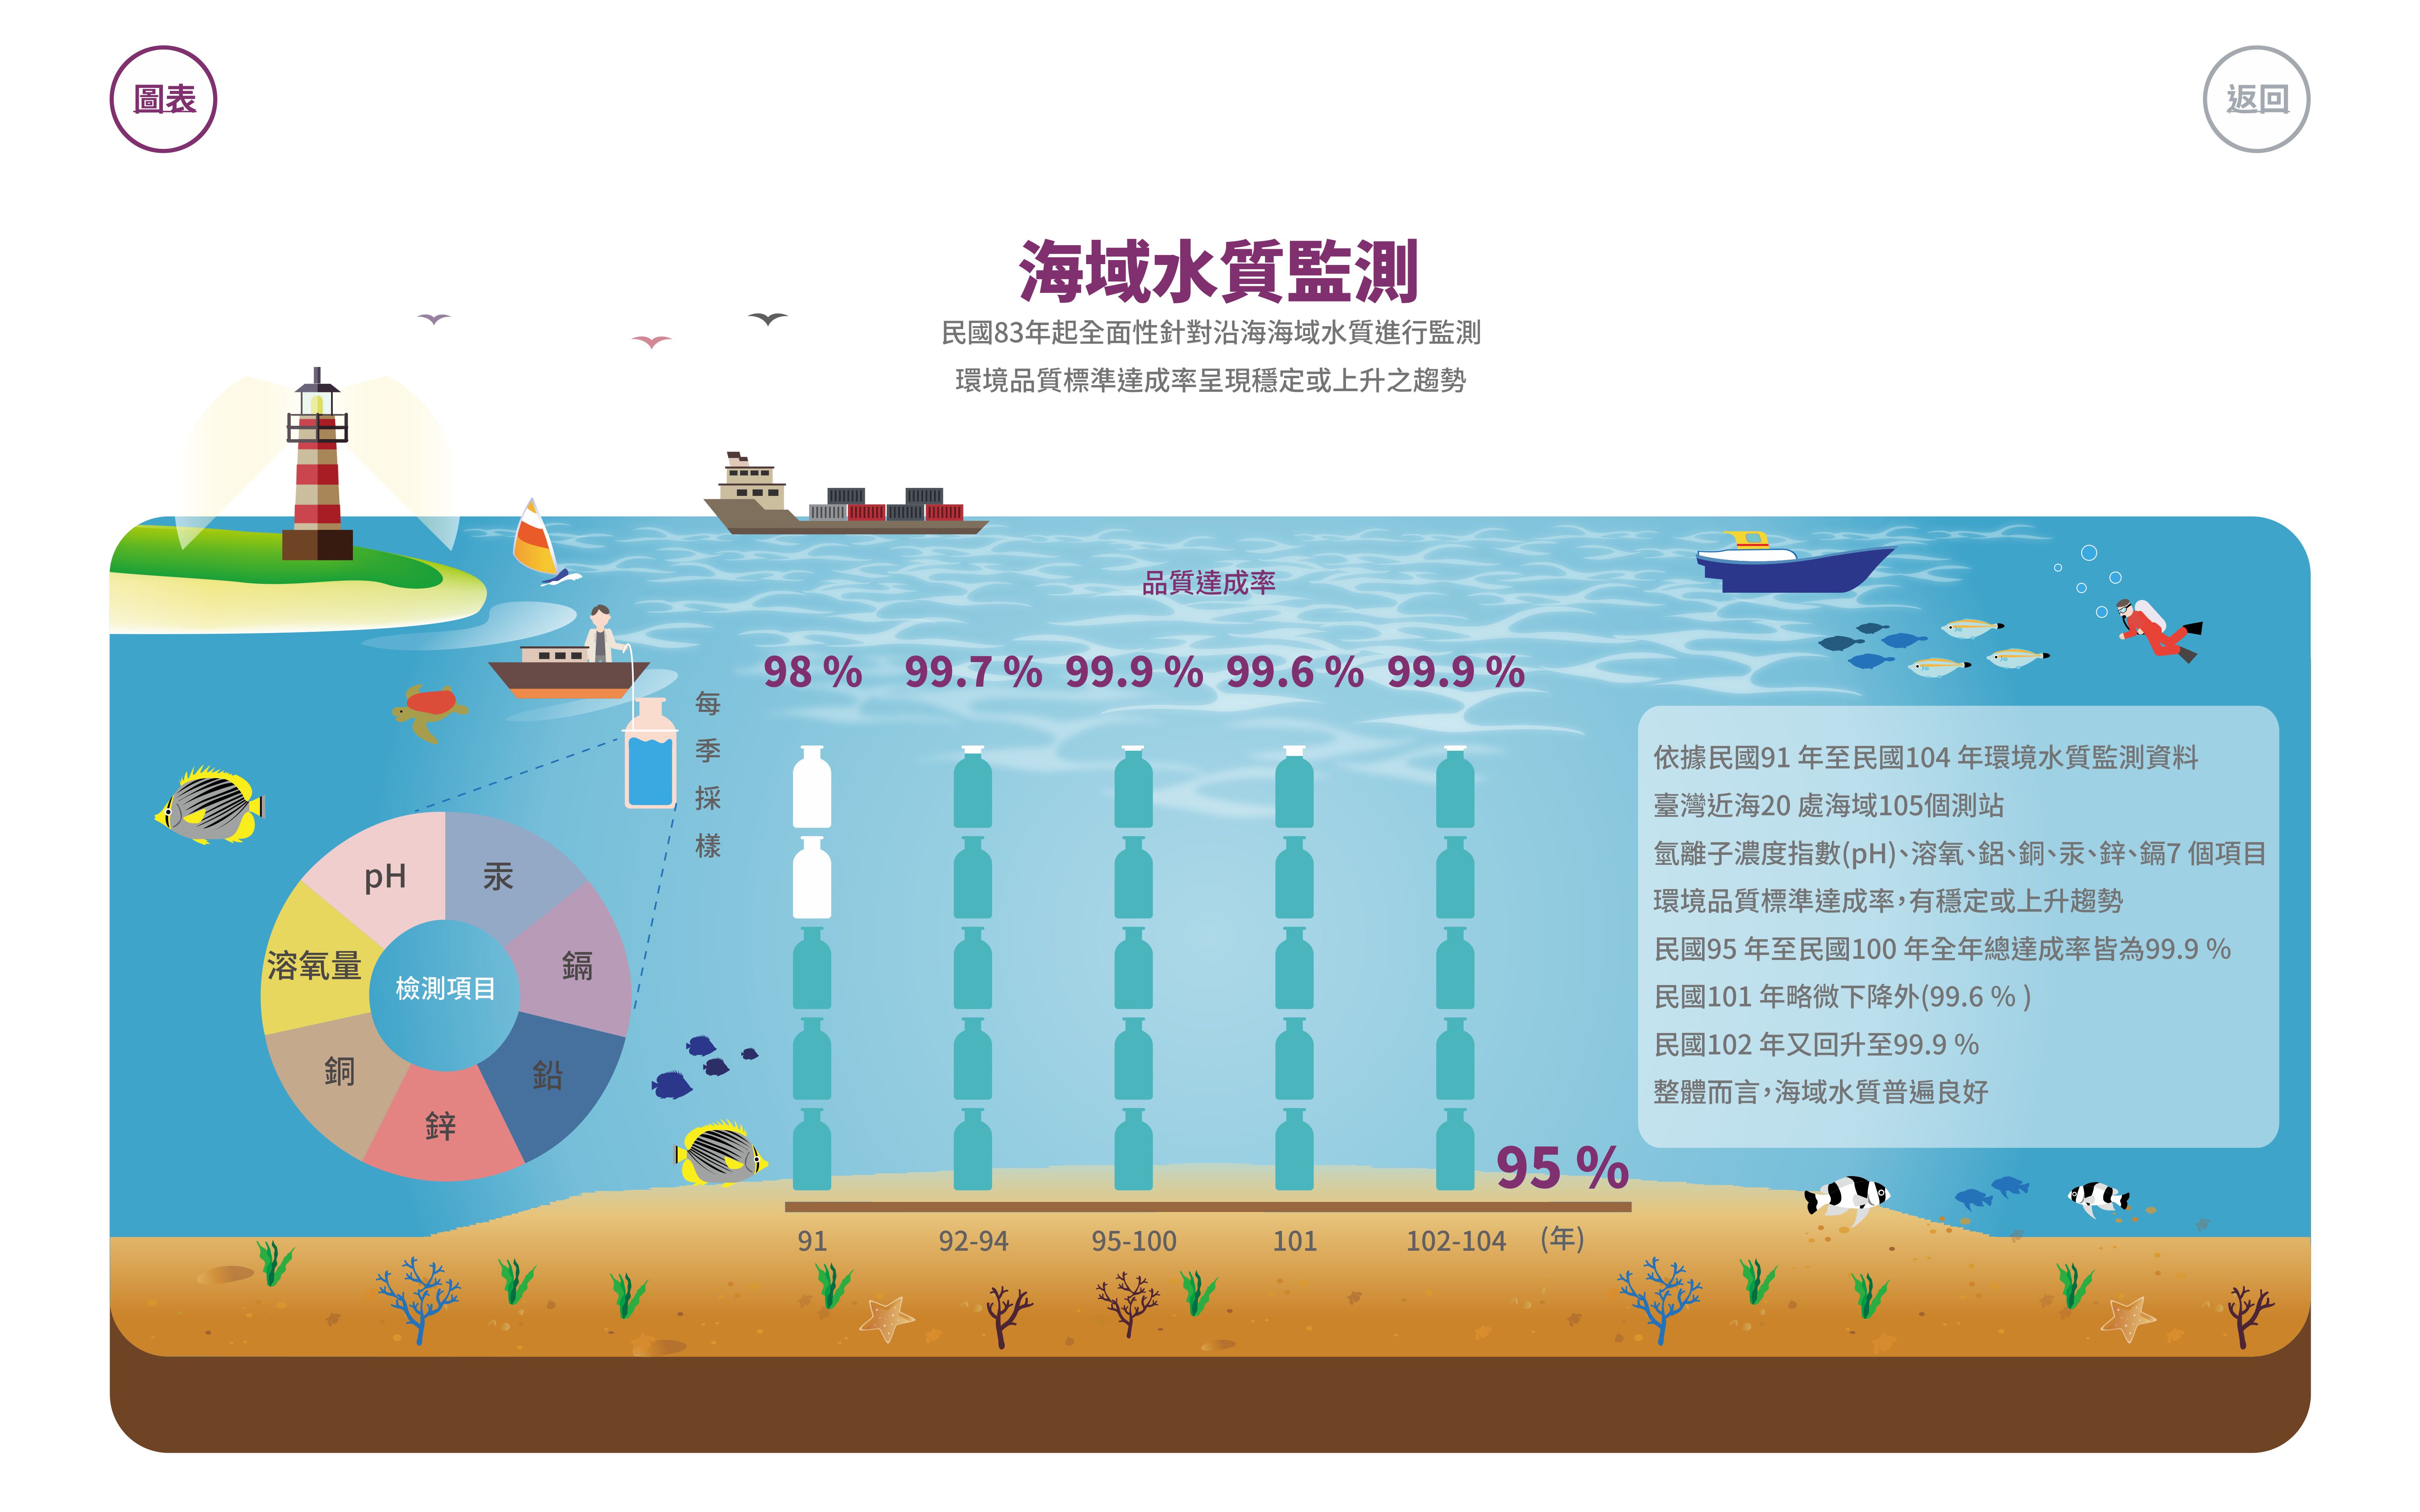 圖表
返回
海域水質監測
民國83年起全面性針對沿海海域水質進行監測
環境品質標準達成率呈現穩定或上升之趨勢
品質達成率
98 %
99.7 %
99.9 %
99.6 %
99.9 %
每
季
採
樣
pH
汞
溶氧量
鎘
檢測項目
銅
鉛
鋅
依據民國91 年至民國104 年環境水質監測資料
臺灣近海20 處海域105個測站
氫離子濃度指數(pH)、溶氧、鋁、銅、汞、鋅、鎘7 個項目
環境品質標準達成率，有穩定或上升趨勢
民國95 年至民國100 年全年總達成率皆為99.9 %
民國101 年略微下降外(99.6 % )
民國102 年又回升至99.9 %
整體而言，海域水質普遍良好
95 %
91
92-94
95-100
101
102-104
(年)